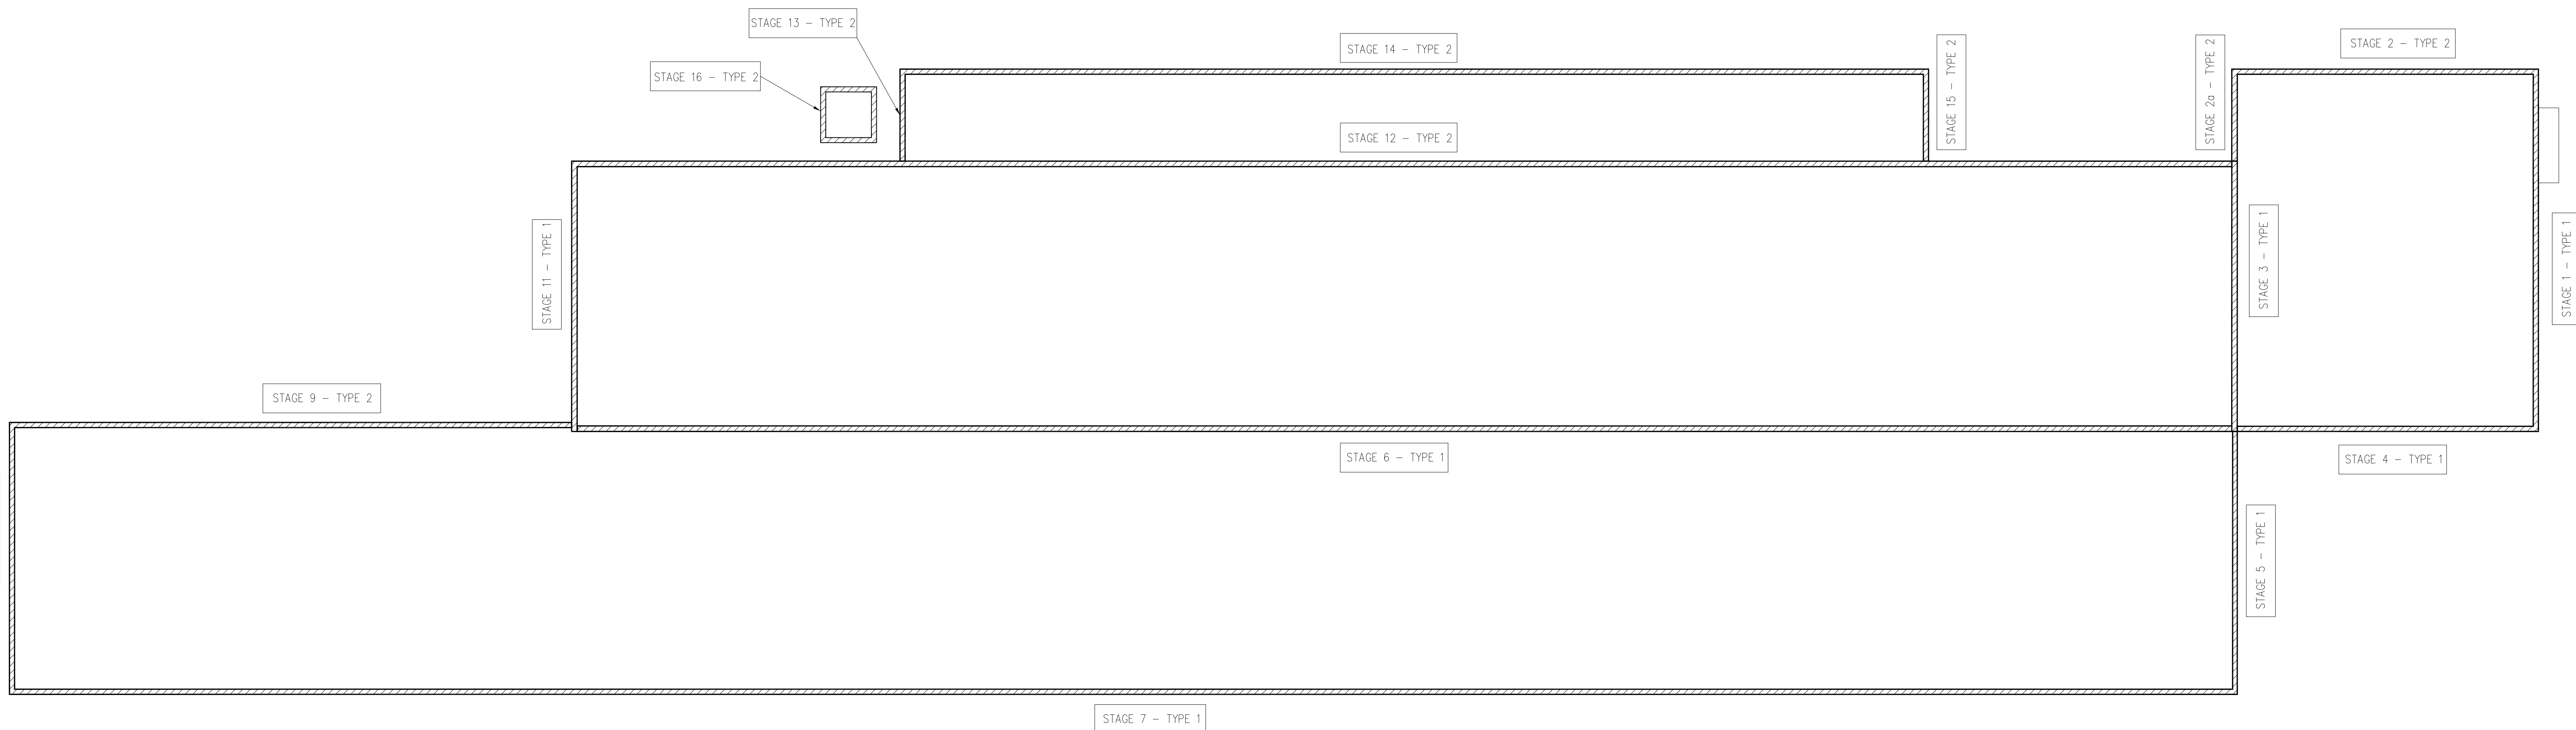 STAGE 13 - TYPE 2
STAGE 14 - TYPE 2
STAGE 15 - TYPE 2
STAGE 2a - TYPE 2
STAGE 2 - TYPE 2
STAGE 16 - TYPE 2
STAGE 12 - TYPE 2
STAGE 11 - TYPE 1
STAGE 3 - TYPE 1
STAGE 1 - TYPE 1
STAGE 9 - TYPE 2
STAGE 6 - TYPE 1
STAGE 4 - TYPE 1
STAGE 5 - TYPE 1
STAGE 7 - TYPE 1